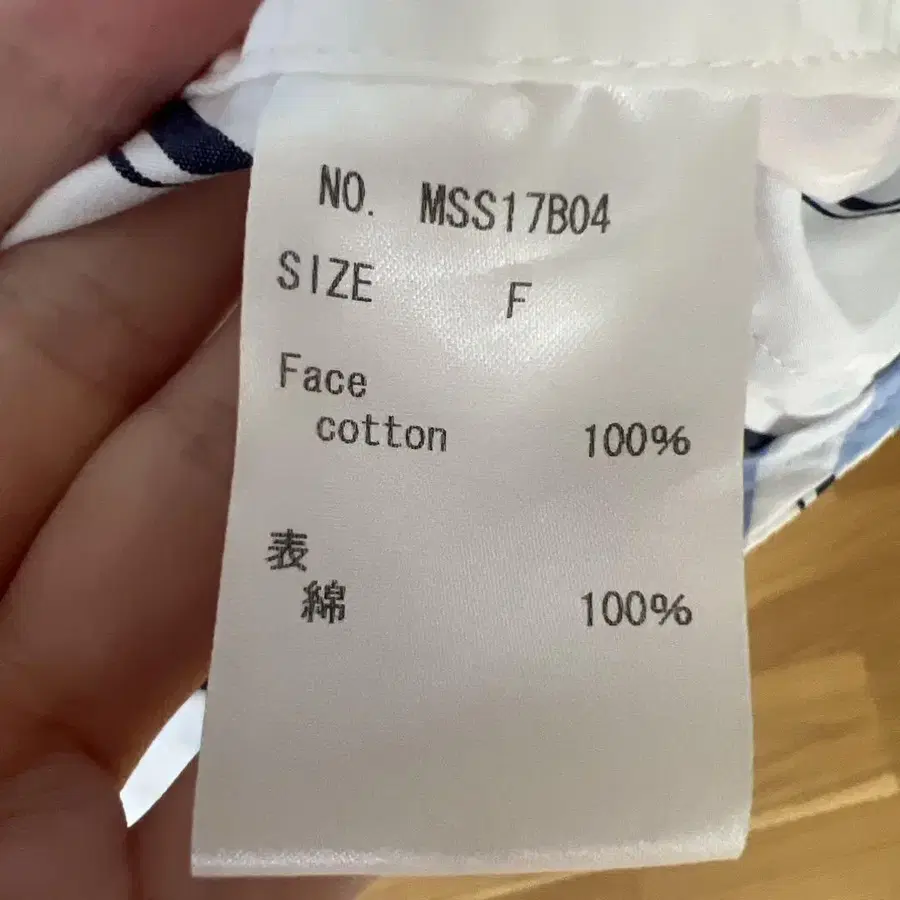 NO. MSS17B04
SIZE F
Face
cotton 100%
表
綿 100%